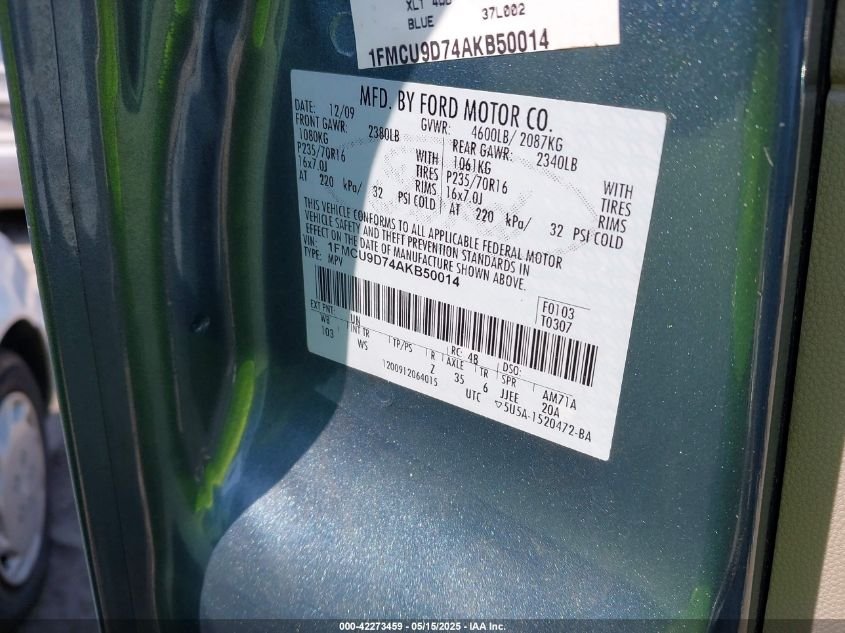 XLT 4WD
BLUE 37L002
1FMCU9D74AKB50014
MFD. BY FORD MOTOR CO.
DATE: 12/09 GVWR: 4600LB/ 2087KG
FRONT GAWR: 2380LB REAR GAWR: 2340LB
1080KG WITH 1061KG WITH
P235/70R16 TIRES P235/70R16 TIRES
16x7.0J RIMS 16x7.0J RIMS
AT 220 kPa/ 32 PSI COLD AT 220 kPa/ 32 PSI COLD
THIS VEHICLE CONFORMS TO ALL APPLICABLE FEDERAL MOTOR
VEHICLE SAFETY AND THEFT PREVENTION STANDARDS IN
EFFECT ON THE DATE OF MANUFACTURE SHOWN ABOVE.
VIN: 1FMCU9D74AKB50014
TYPE: MPV
F0103
T0307
EXT PNT: UN RC: 48 DSO:
WB INT TR TP/PS R AXLE TR SPR AM71A
103 WS Z 35 6 JJEE 20A
1200912064015 UTC ▽5U5A-1520472-BA
000-42273459 - 05/15/2025 - IAA Inc.